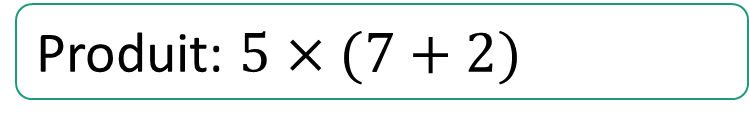 Produit: 5 × (7 + 2)